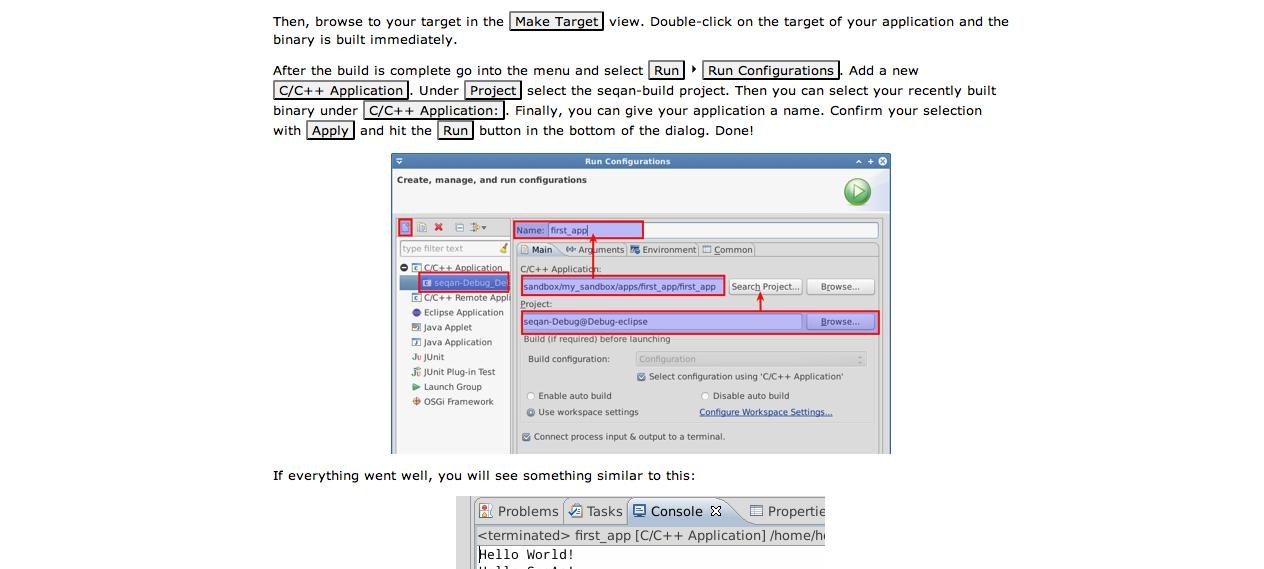 Then, browse to your target in the Make Target view. Double-click on the target of your application and the
binary is built immediately.
After the build is complete go into the menu and select Run ‣ Run Configurations. Add a new
C/C++ Application. Under Project select the seqan-build project. Then you can select your recently built
binary under C/C++ Application:. Finally, you can give your application a name. Confirm your selection
with Apply and hit the Run button in the bottom of the dialog. Done!
Run Configurations
Create, manage, and run configurations
Name: first_app
type filter text
Main Arguments Environment Common
C/C++ Application
C/C++ Application:
seqan-Debug_De
sandbox/my_sandbox/apps/first_app/first_app Search Project... Browse...
C/C++ Remote Appli
Project:
Eclipse Application
seqan-Debug@Debug-eclipse Browse...
Java Applet
Build (if required) before launching
Java Application
JUnit
Build configuration: Configuration
JUnit Plug-in Test
Select configuration using 'C/C++ Application'
Launch Group
Enable auto build Disable auto build
OSGi Framework
Use workspace settings Configure Workspace Settings...
Connect process input & output to a terminal.
If everything went well, you will see something similar to this:
Problems Tasks Console Propertie
<terminated> first_app [C/C++ Application] /home/h
Hello World!